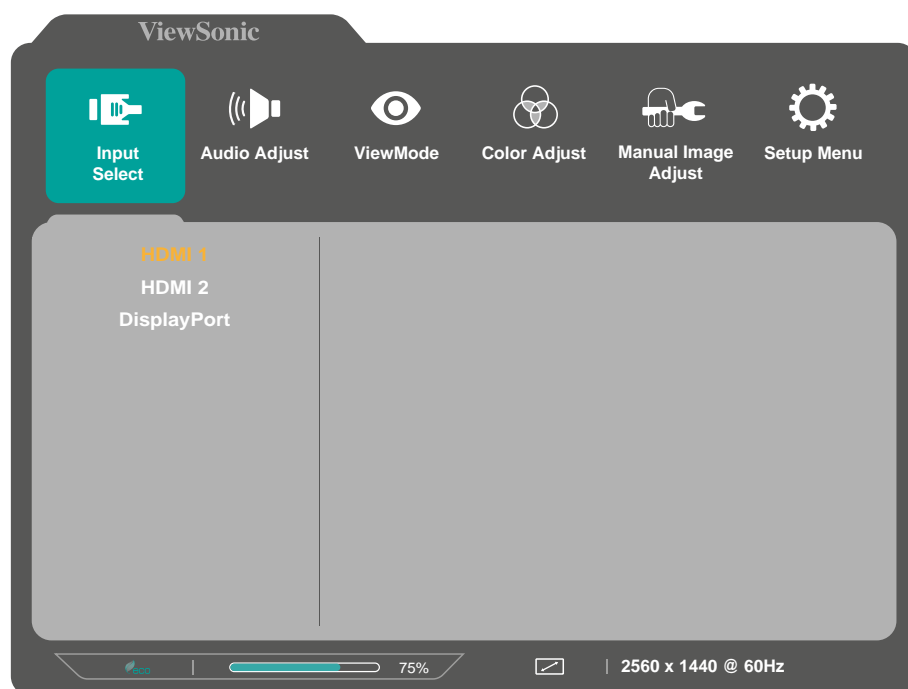 ViewSonic
Input
Select
Audio Adjust
ViewMode
Color Adjust
Manual Image
Adjust
Setup Menu
HDMI 1
HDMI 2
DisplayPort
eco
75%
2560 x 1440 @ 60Hz